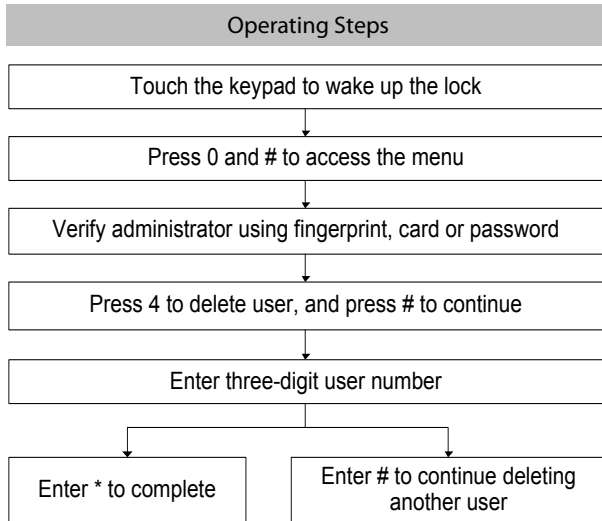 Operating Steps
Touch the keypad to wake up the lock
Press 0 and # to access the menu
Verify administrator using fingerprint, card or password
Press 4 to delete user, and press # to continue
Enter three-digit user number
Enter * to complete
Enter # to continue deleting
another user